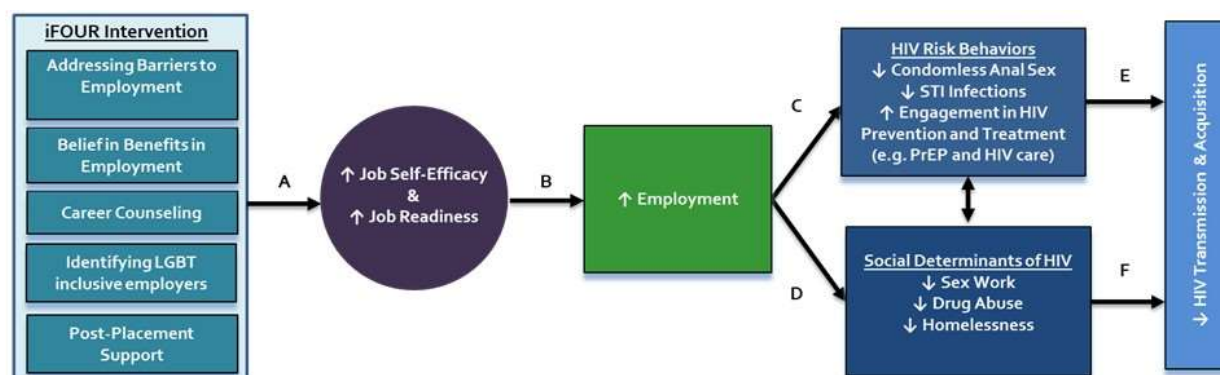 iFOUR Intervention
Addressing Barriers to
Employment
Belief in Benefits in
Employment
Career Counseling
Identifying LGBT
inclusive employers
Post-Placement
Support
A
↑ Job Self-Efficacy
&
↑ Job Readiness
B
↑ Employment
C
D
HIV Risk Behaviors
↓ Condomless Anal Sex
↓ STI Infections
↑ Engagement in HIV
Prevention and Treatment
(e.g. PrEP and HIV care)
Social Determinants of HIV
↓ Sex Work
↓ Drug Abuse
↓ Homelessness
E
F
↓ HIV Transmission & Acquisition